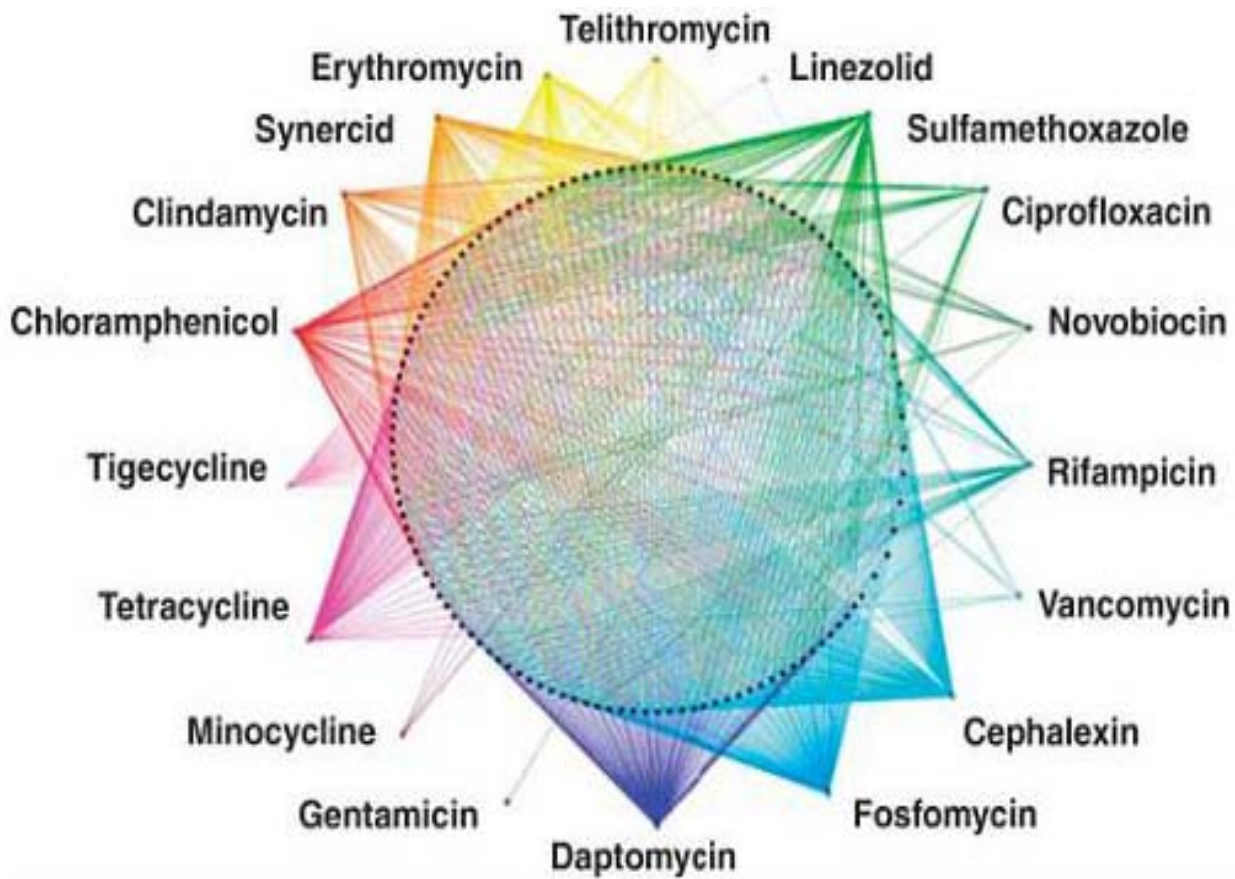 Telithromycin
Erythromycin
Linezolid
Synercid
Sulfamethoxazole
Clindamycin
Ciprofloxacin
Chloramphenicol
Novobiocin
Tigecycline
Rifampicin
Tetracycline
Vancomycin
Minocycline
Cephalexin
Gentamicin
Fosfomycin
Daptomycin